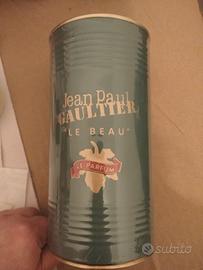 Jean Paul
GAULTIER
"LE BEAU"
LE PARFUM
subito